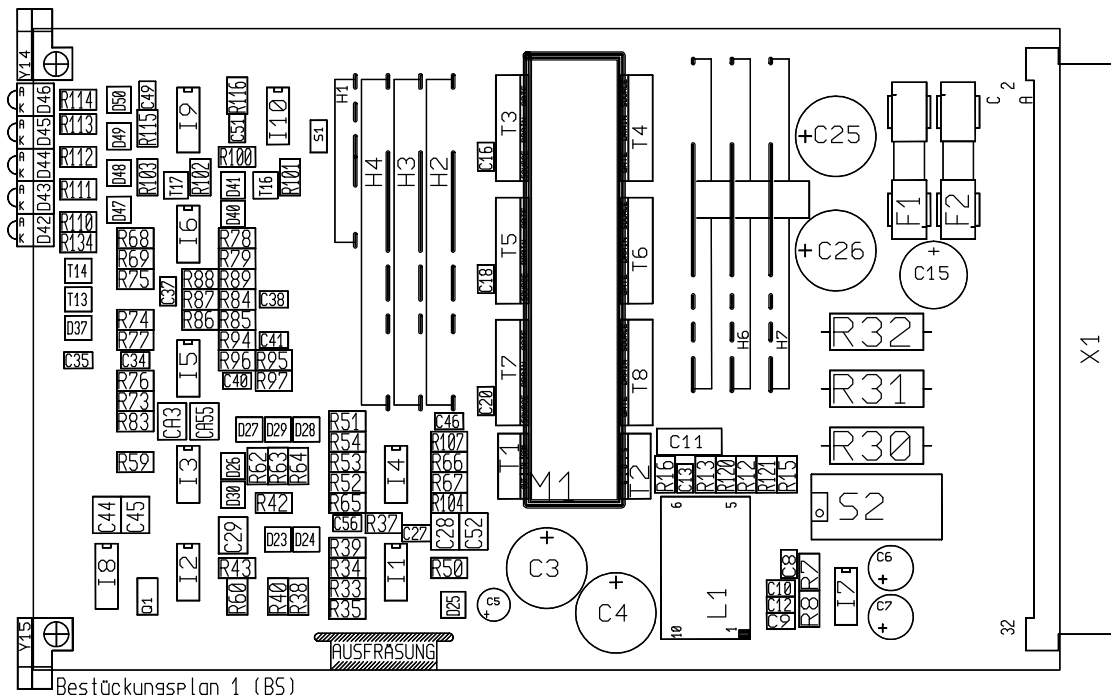 Y14
D46
D45
D44
D43
D42
A
K
A
K
A
K
A
K
A
K
R114
R113
R112
R111
R110
R134
D50
D49
D48
D47
C49
R115
R103
I9
R116
C51
I10
S1
R100
T17
R102
D41
T16
R101
D40
I6
T14
T13
D37
C35
R68
R69
R75
R74
R77
C34
R76
R73
R83
C37
R78
R79
R88
R89
R87
R84
C38
R86
R85
R94
C41
R96
R95
C40
R97
I5
CA3
CA55
R59
I3
D27
D29
D28
D26
R62
R63
R64
D30
R42
C44
C45
C29
D23
D24
I8
Q1
I2
R43
R60
R40
R38
H1
H4
H3
H2
R51
R54
R53
R52
R65
C56
R37
C27
R39
R34
R33
R35
I4
I1
C46
R107
R66
R67
R104
C28
C52
R50
D25
C5
C16
C18
C20
T3
T4
T5
T6
T7
T8
T1
T2
M1
H6
H7
C25
C26
C15
F1
F2
R32
R31
R30
C11
R16
C13
R13
R120
R12
R121
R15
S2
C3
C4
L1
6
5
10
1
C8
R7
C10
C12
C9
R8
I7
C6
C7
C
2
A
32
X1
Y15
AUSFRÄSUNG
Bestückungsplan 1 (BS)